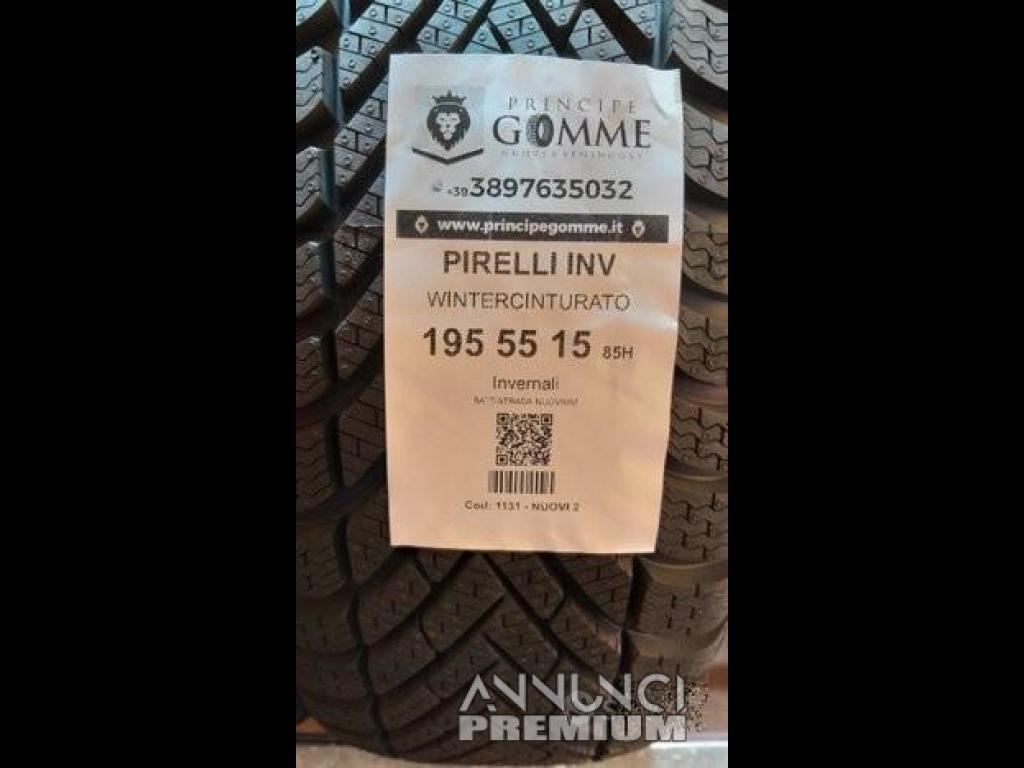 PRINCIPE
GOMME
+39 3897635032
www.principegomme.it
PIRELLI INV
WINTERCINTURATO
195 55 15 85H
Invernali
Cod: 1131 - NUOVI 2
ANNUNCI
PREMIUM